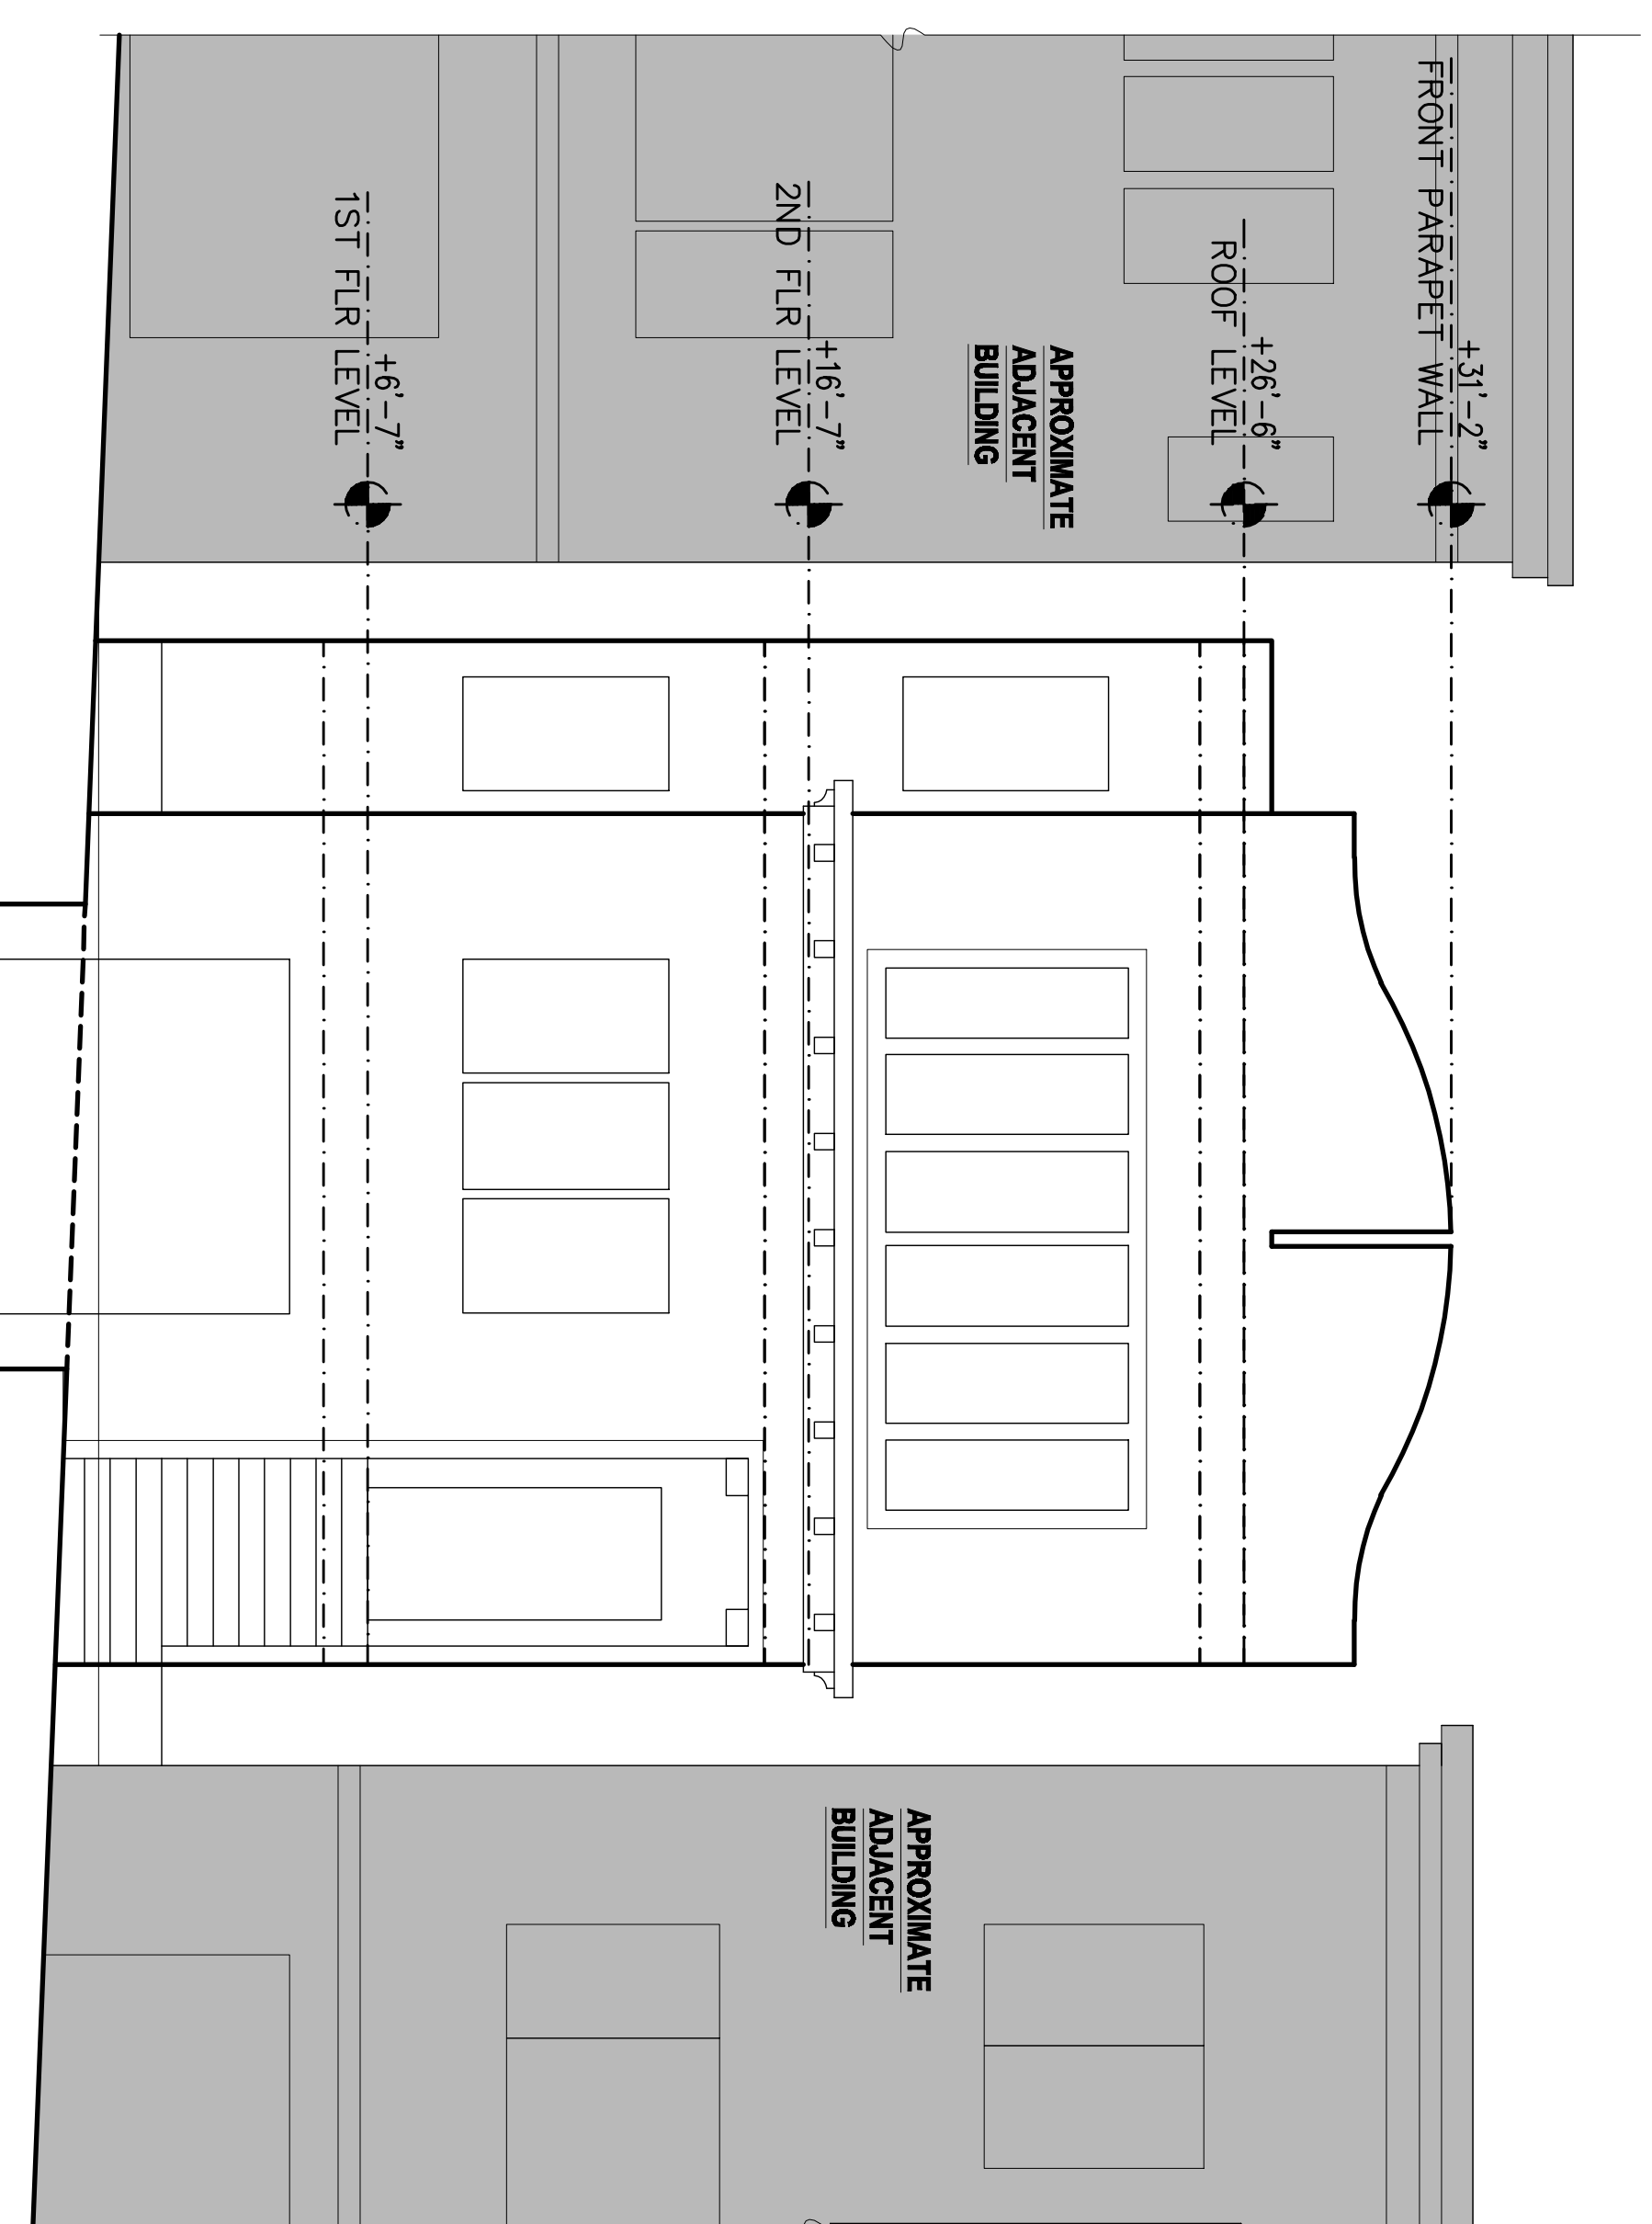 +31'-2"
FRONT PARAPET WALL
+26'-6"
ROOF LEVEL
APPROXIMATE
ADJACENT
BUILDING
+16'-7"
2ND FLR LEVEL
+6'-7"
1ST FLR LEVEL
APPROXIMATE
ADJACENT
BUILDING